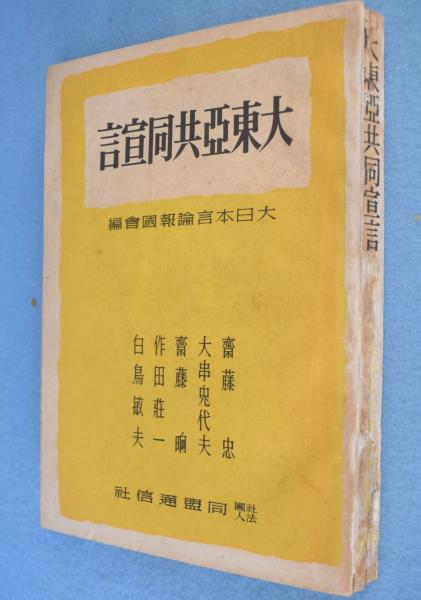 大東亞共同宣言
大日本言論報國會編
齋藤忠
大串兎代夫
齋藤晌
作田莊一
白鳥敏夫
社團法人同盟通信社
大東亞共同宣言